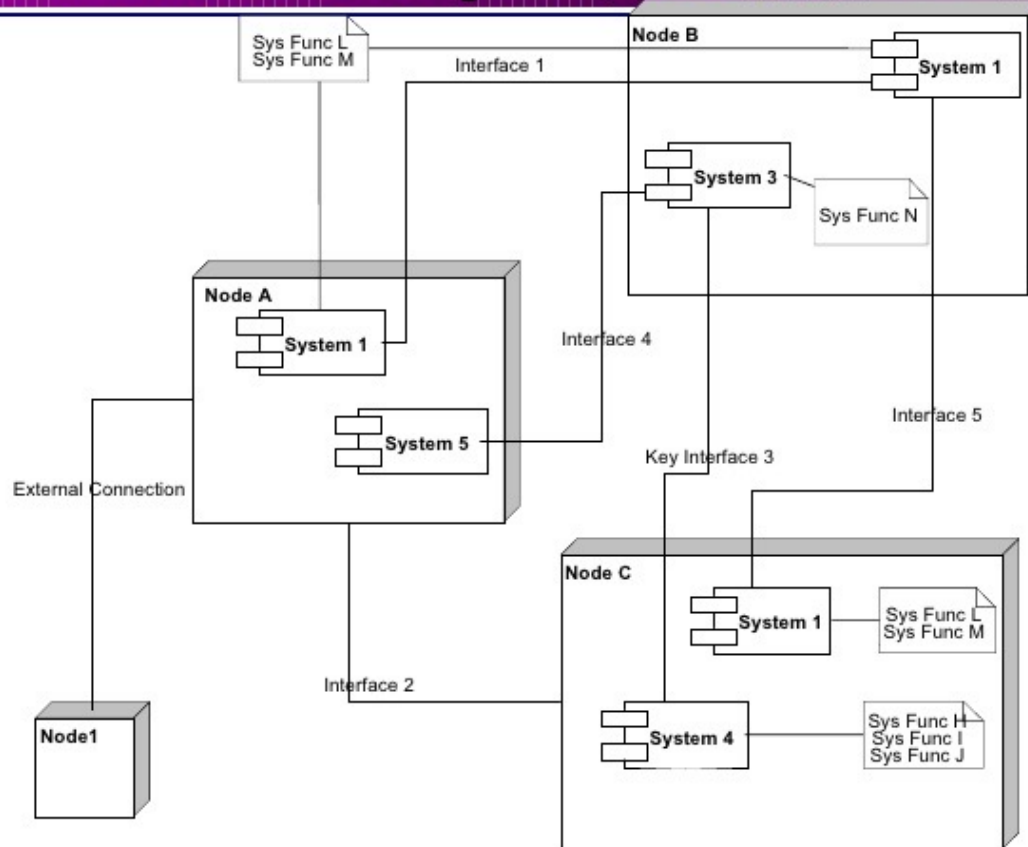 Sys Func L
Sys Func M
Node B
System 1
Interface 1
System 3
Sys Func N
Node A
System 1
Interface 4
System 5
Interface 5
Key Interface 3
External Connection
Node C
System 1
Sys Func L
Sys Func M
Interface 2
Node1
System 4
Sys Func H
Sys Func I
Sys Func J